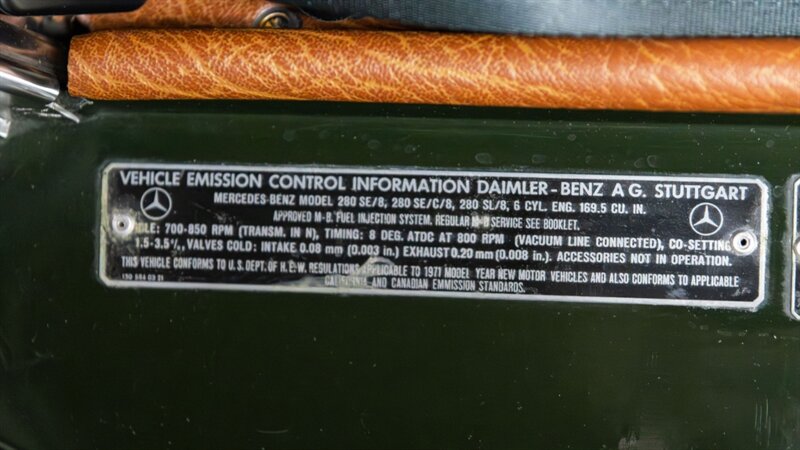 VEHICLE EMISSION CONTROL INFORMATION DAIMLER-BENZ A G. STUTTGART
MERCEDES-BENZ MODEL 280 SE/8, 280 SE/C/8, 280 SL/8, 6 CYL. ENG. 169.5 CU. IN.
APPROVED M-B. FUEL INJECTION SYSTEM. REGULAR M-B SERVICE SEE BOOKLET.
IDLE: 700-850 RPM (TRANSM. IN N), TIMING: 8 DEG. ATDC AT 800 RPM (VACUUM LINE CONNECTED), CO-SETTING
1.5-3.5%, VALVES COLD: INTAKE 0.08 mm (0.003 in.) EXHAUST 0.20 mm (0.008 in.). ACCESSORIES NOT IN OPERATION.
THIS VEHICLE CONFORMS TO U.S. DEPT. OF H.E.W. REGULATIONS APPLICABLE TO 1971 MODEL YEAR NEW MOTOR VEHICLES AND ALSO CONFORMS TO APPLICABLE
CALIFORNIA AND CANADIAN EMMISSION STANDARDS.